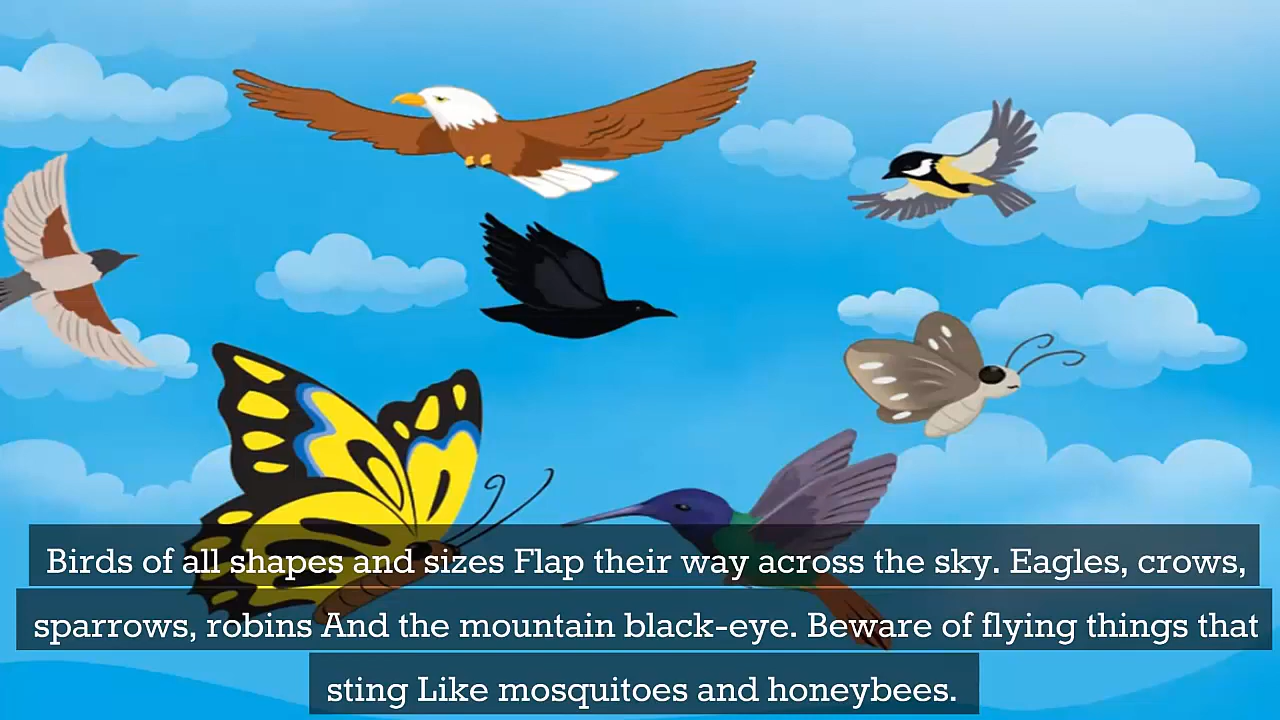 Birds of all shapes and sizes Flap their way across the sky. Eagles, crows,
sparrows, robins And the mountain black-eye. Beware of flying things that
sting Like mosquitoes and honeybees.